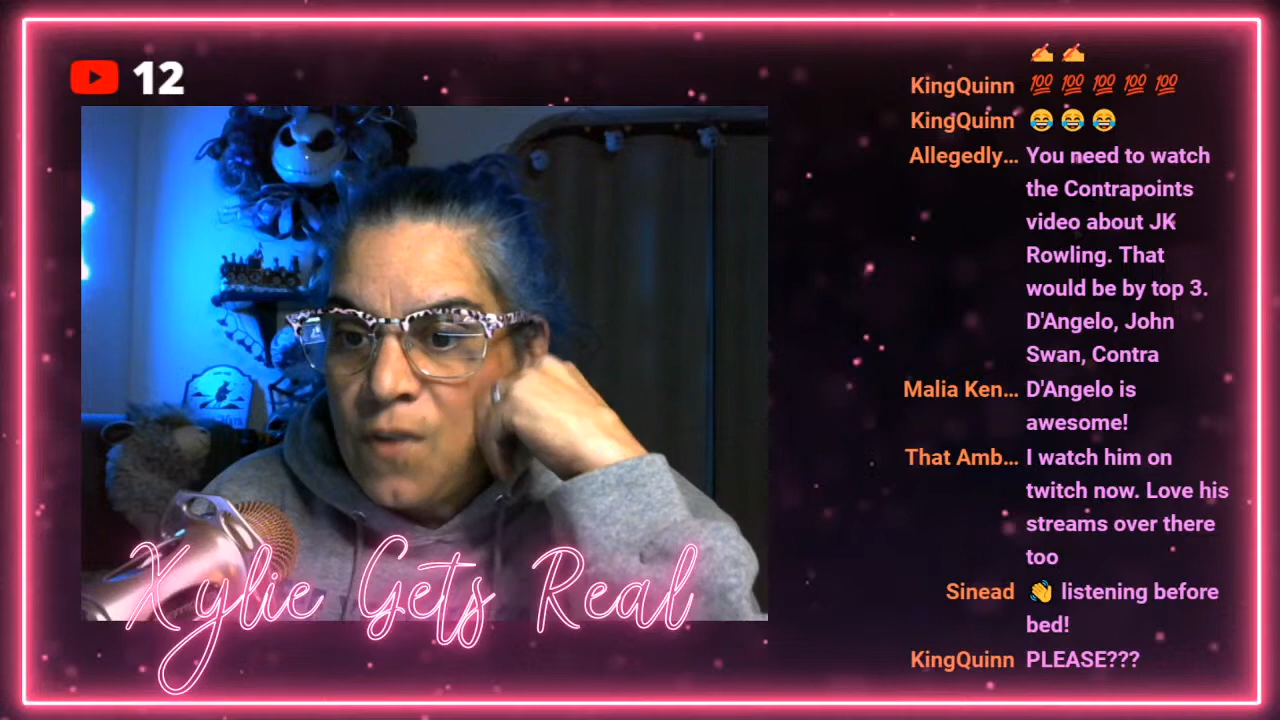 12
✍️ ✍️
KingQuinn 💯 💯 💯 💯 💯
KingQuinn 😂 😂 😂
Allegedly... You need to watch
the Contrapoints
video about JK
Rowling. That
would be by top 3.
D'Angelo, John
Swan, Contra
Malia Ken... D'Angelo is
awesome!
That Amb... I watch him on
twitch now. Love his
streams over there
too
Sinead 👋 listening before
bed!
KingQuinn PLEASE???
Xylie Gets Real